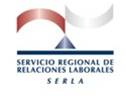 SERVICIO REGIONAL DE
RELACIONES LABORALES
SERLA